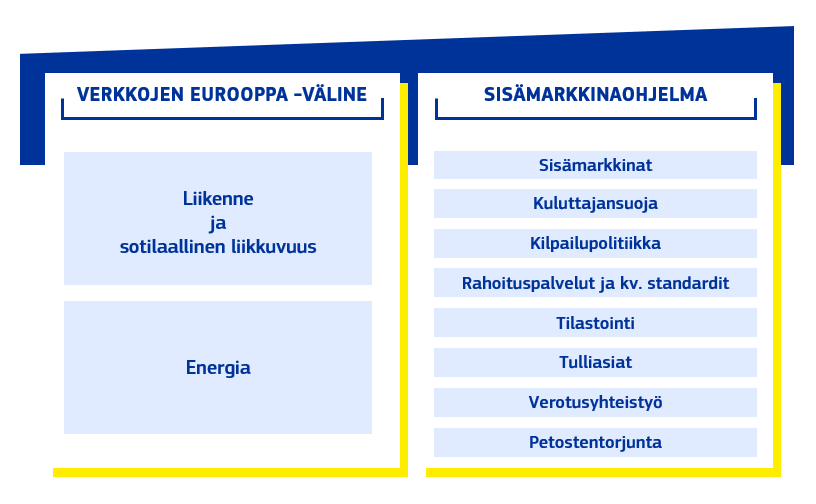 VERKKOJEN EUROOPPA –VÄLINE
Liikenne
ja
sotilaallinen liikkuvuus
Energia
SISÄMARKKINAOHJELMA
Sisämarkkinat
Kuluttajansuoja
Kilpailupolitiikka
Rahoituspalvelut ja kv. standardit
Tilastointi
Tulliasiat
Verotusyhteistyö
Petostentorjunta